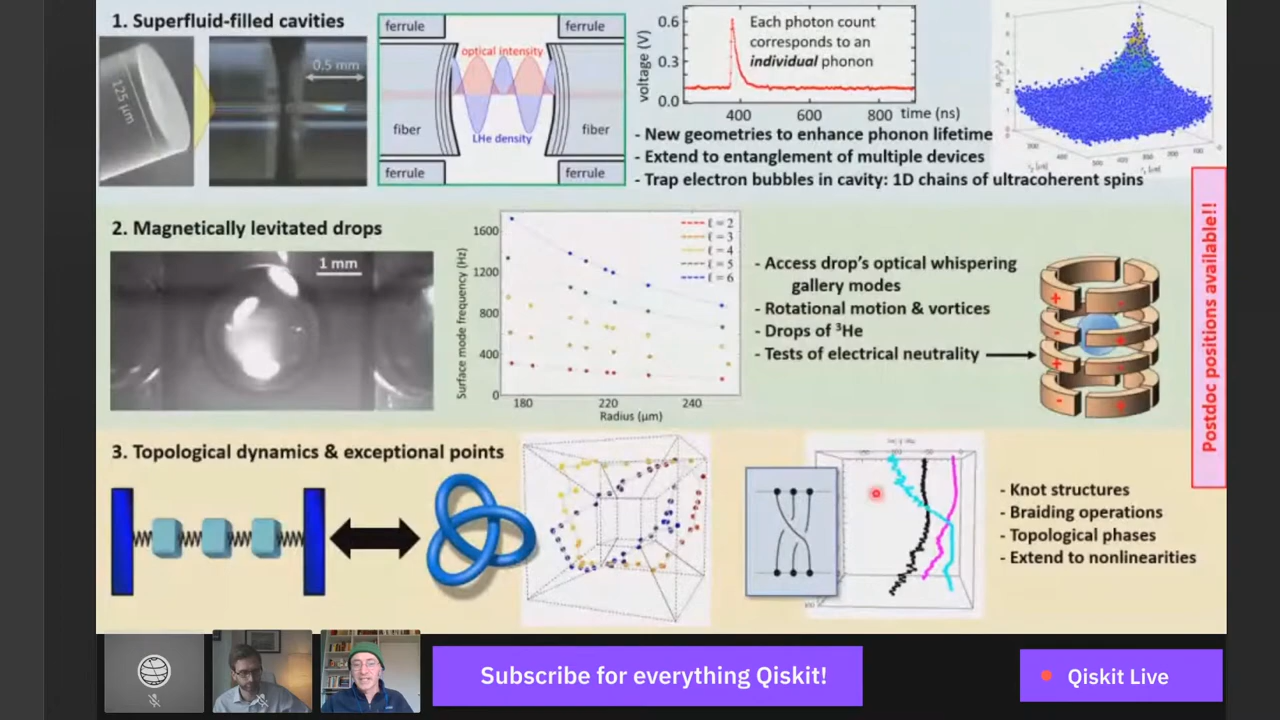 1. Superfluid-filled cavities
125 µm
0.5 mm
ferrule
ferrule
optical intensity
fiber
LHe density
fiber
ferrule
ferrule
voltage (V)
0.6
0.3
0.0
Each photon count
corresponds to an
individual phonon
400
600
800
time (ns)
- New geometries to enhance phonon lifetime
- Extend to entanglement of multiple devices
- Trap electron bubbles in cavity: 1D chains of ultracoherent spins
2. Magnetically levitated drops
1 mm
Surface mode frequency (Hz)
1600
1200
800
400
0
180
220
240
Radius (µm)
ℓ = 2
ℓ = 3
ℓ = 4
ℓ = 5
ℓ = 6
- Access drop's optical whispering
gallery modes
- Rotational motion & vortices
- Drops of ³He
- Tests of electrical neutrality
+ -
- +
+ -
- +
Postdoc positions available!!
3. Topological dynamics & exceptional points
- Knot structures
- Braiding operations
- Topological phases
- Extend to nonlinearities
Subscribe for everything Qiskit!
Qiskit Live